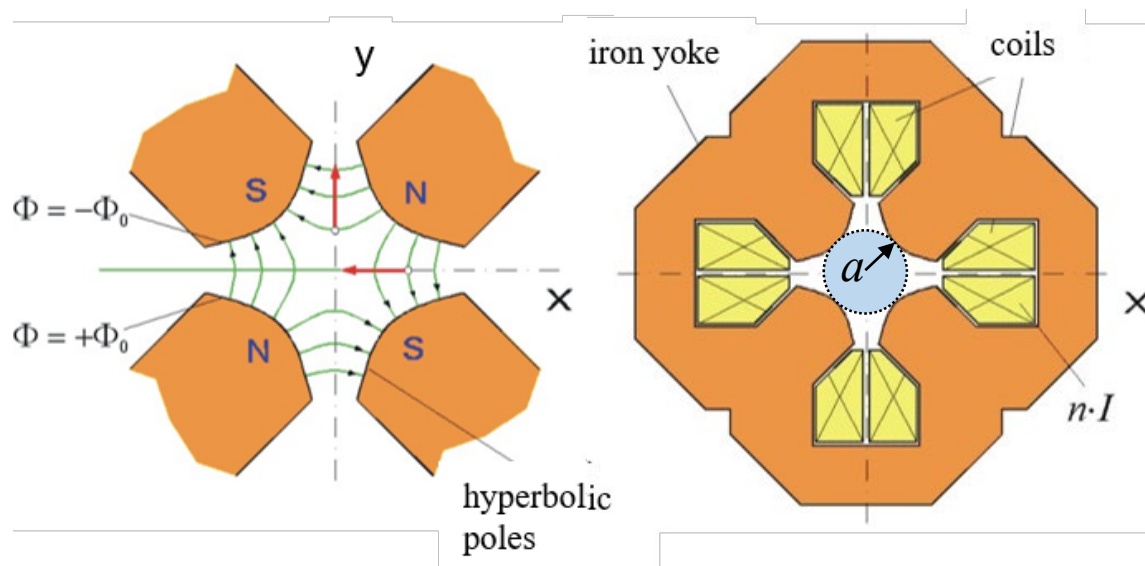 y
S
N
Φ = −Φ₀
x
Φ = +Φ₀
N
S
hyperbolic
poles
iron yoke
coils
a
x
n·I